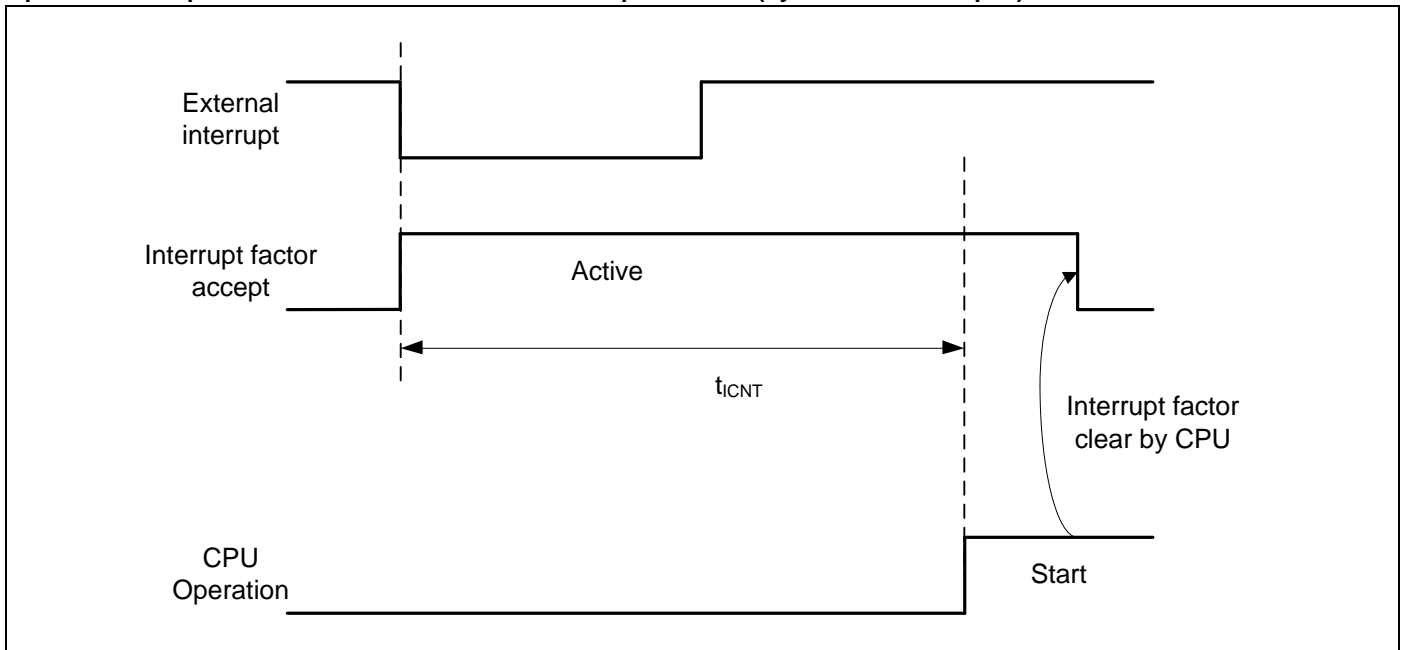 External
interrupt
Interrupt factor
accept
Active
tICNT
Interrupt factor
clear by CPU
CPU
Operation
Start